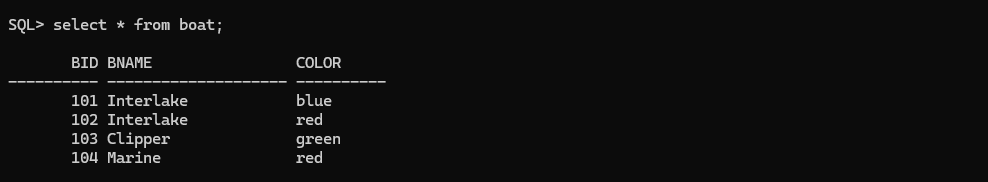 SQL> select * from boat;
       BID BNAME                COLOR
---------- -------------------- ----------
       101 Interlake            blue
       102 Interlake            red
       103 Clipper              green
       104 Marine               red